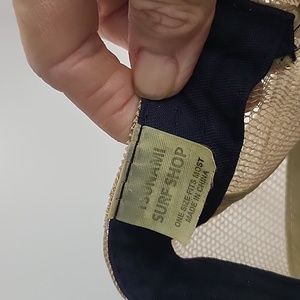 TSUNAMI
SURF SHOP
ONE SIZE FITS MOST
MADE IN CHINA